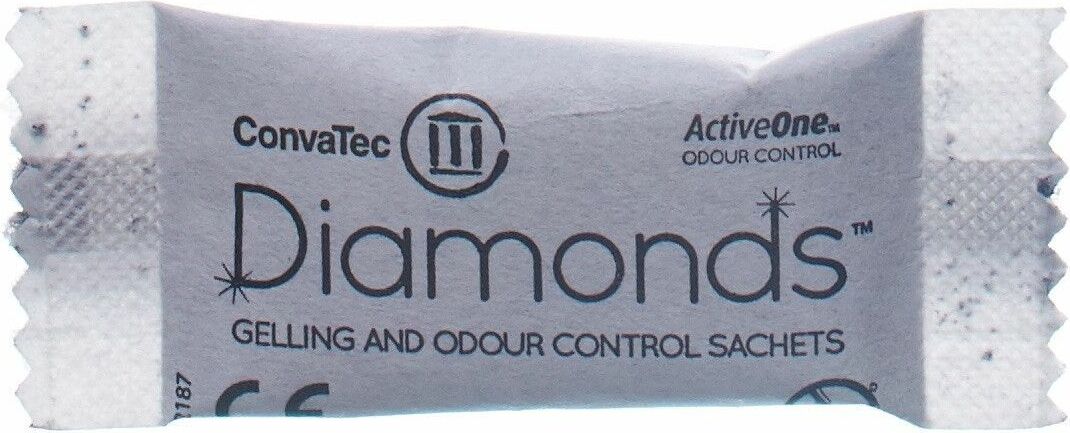 ConvaTec
ActiveOne™
ODOUR CONTROL
Diamonds™
GELLING AND ODOUR CONTROL SACHETS
CE